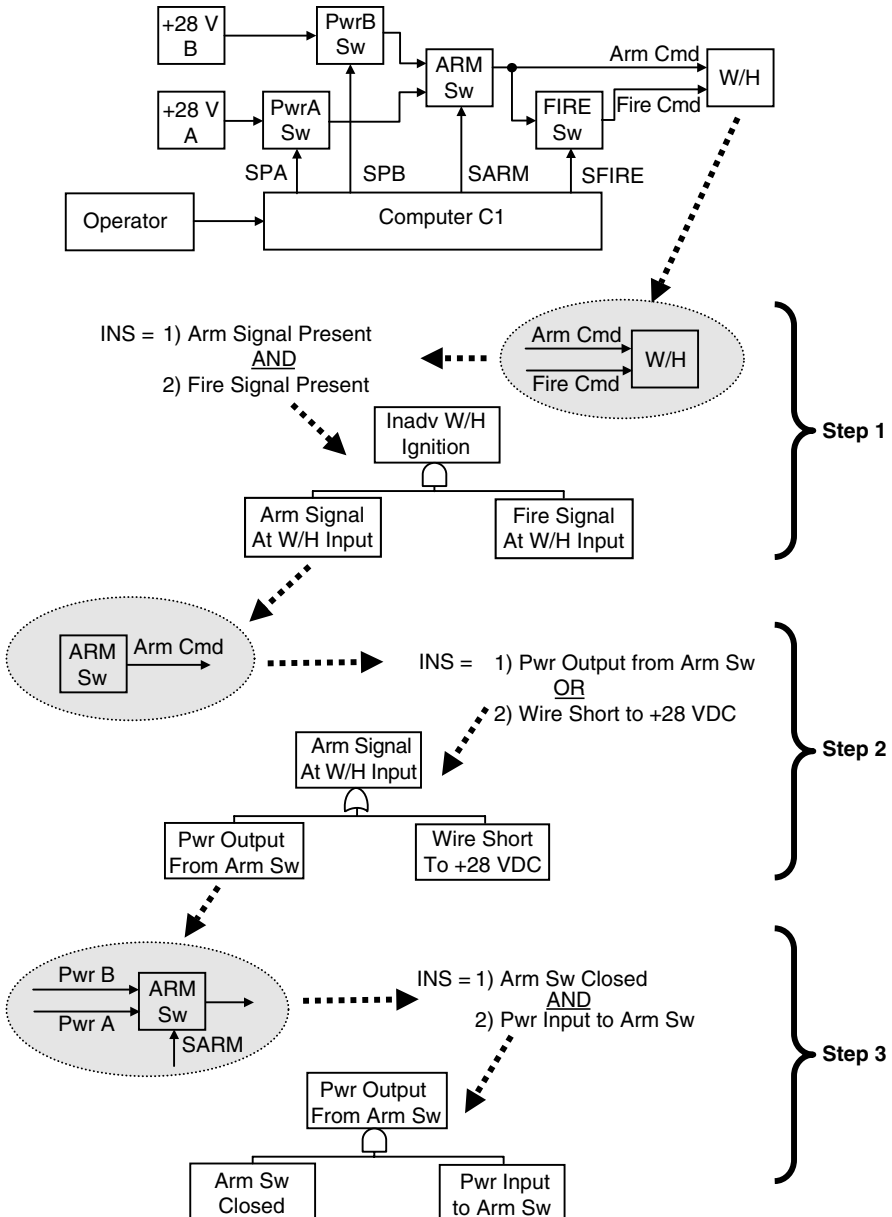 +28 V
B
PwrB
Sw
ARM
Sw
Arm Cmd
W/H
+28 V
A
PwrA
Sw
FIRE
Sw
Fire Cmd
SPA
SPB
SARM
SFIRE
Operator
Computer C1
INS = 1) Arm Signal Present
AND
2) Fire Signal Present
Arm Cmd
W/H
Fire Cmd
Inadv W/H
Ignition
Step 1
Arm Signal
At W/H Input
Fire Signal
At W/H Input
ARM
Sw
Arm Cmd
INS = 1) Pwr Output from Arm Sw
OR
2) Wire Short to +28 VDC
Arm Signal
At W/H Input
Step 2
Pwr Output
From Arm Sw
Wire Short
To +28 VDC
Pwr B
ARM
Sw
Pwr A
SARM
INS = 1) Arm Sw Closed
AND
2) Pwr Input to Arm Sw
Step 3
Pwr Output
From Arm Sw
Arm Sw
Closed
Pwr Input
to Arm Sw